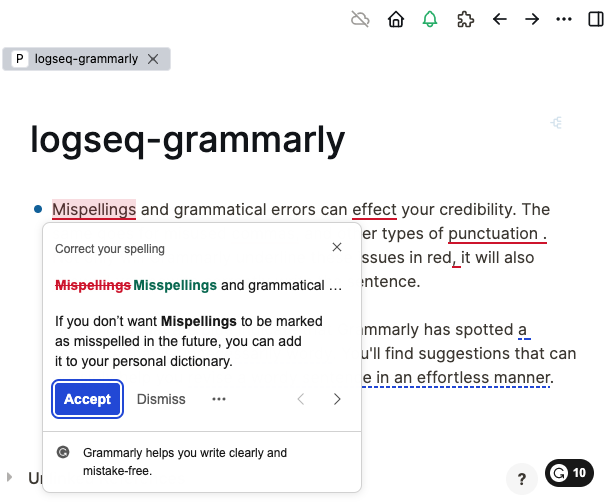 P logseq-grammarly
logseq-grammarly
Mispellings and grammatical errors can effect your credibility. The
er types of punctuation .
ssues in red, it will also
ntence.
mmarly has spotted a
u'll find suggestions that can
e in an effortless manner.
Correct your spelling
Mispellings Misspellings and grammatical ...
If you don't want Mispellings to be marked
as misspelled in the future, you can add
it to your personal dictionary.
Accept Dismiss
Grammarly helps you write clearly and
mistake-free.
? 10